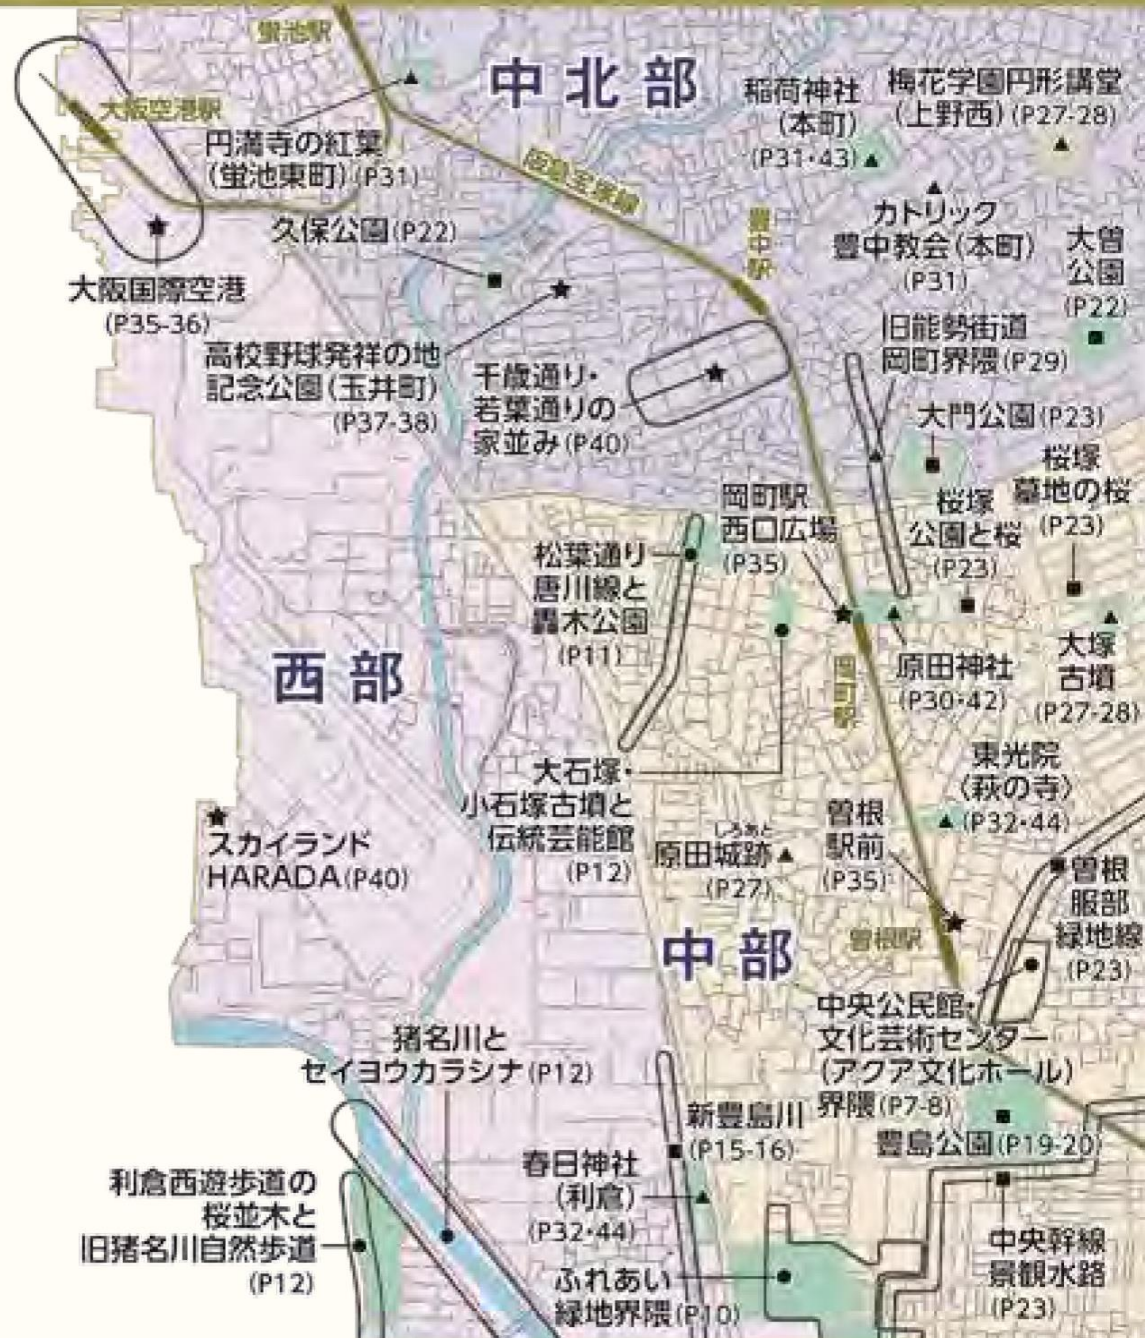 蛍池駅
中北部
大阪空港駅
円満寺の紅葉
(蛍池東町)(P31)
稲荷神社
(本町)
(P31・43)
梅花学園円形講堂
(上野西)(P27-28)
阪急宝塚線
豊中駅
カトリック
豊中教会(本町)
(P31)
大曽
公園
(P22)
久保公園(P22)
大阪国際空港
(P35-36)
高校野球発祥の地
記念公園(玉井町)
(P37-38)
千歳通り・
若葉通りの
家並み(P40)
旧能勢街道
岡町界隈(P29)
大門公園(P23)
桜塚
墓地の桜
(P23)
桜塚
公園と桜
(P23)
岡町駅
西口広場
(P35)
松葉通り
唐川線と
轟木公園
(P11)
西部
岡町駅
原田神社
(P30・42)
大塚
古墳
(P27-28)
大石塚・
小石塚古墳と
伝統芸能館
(P12)
東光院
〈萩の寺〉
(P32・44)
スカイランド
HARADA(P40)
しろあと
原田城跡
(P27)
曽根
駅前
(P35)
曽根
服部
緑地線
(P23)
中部
曽根駅
中央公民館・
文化芸術センター
(アクア文化ホール)
界隈(P7-8)
猪名川と
セイヨウカラシナ(P12)
新豊島川
(P15-16)
豊島公園(P19-20)
春日神社
(利倉)
(P32・44)
利倉西遊歩道の
桜並木と
旧猪名川自然歩道
(P12)
ふれあい
緑地界隈(P10)
中央幹線
景観水路
(P23)